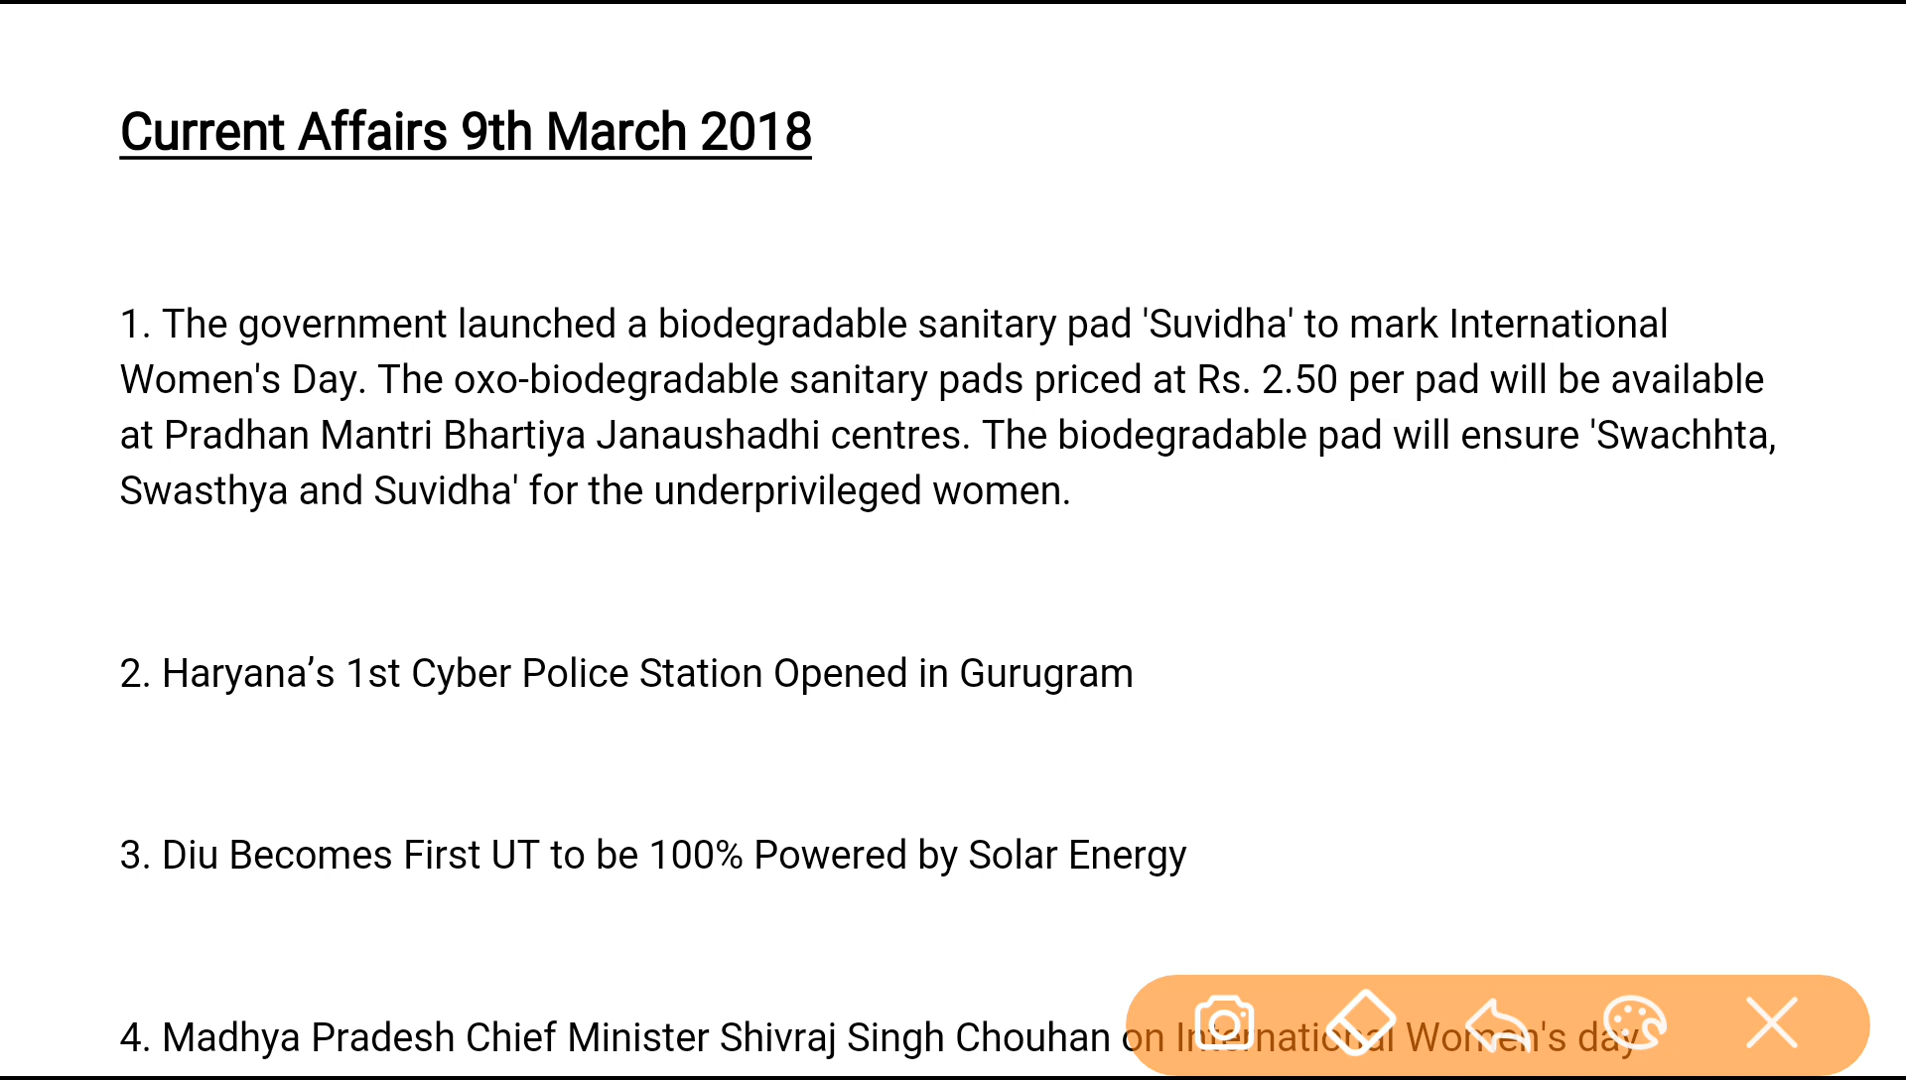 Current Affairs 9th March 2018
1. The government launched a biodegradable sanitary pad 'Suvidha' to mark International
Women's Day. The oxo-biodegradable sanitary pads priced at Rs. 2.50 per pad will be available
at Pradhan Mantri Bhartiya Janaushadhi centres. The biodegradable pad will ensure 'Swachhta,
Swasthya and Suvidha' for the underprivileged women.
2. Haryana’s 1st Cyber Police Station Opened in Gurugram
3. Diu Becomes First UT to be 100% Powered by Solar Energy
4. Madhya Pradesh Chief Minister Shivraj Singh Chouhan on International Women's day